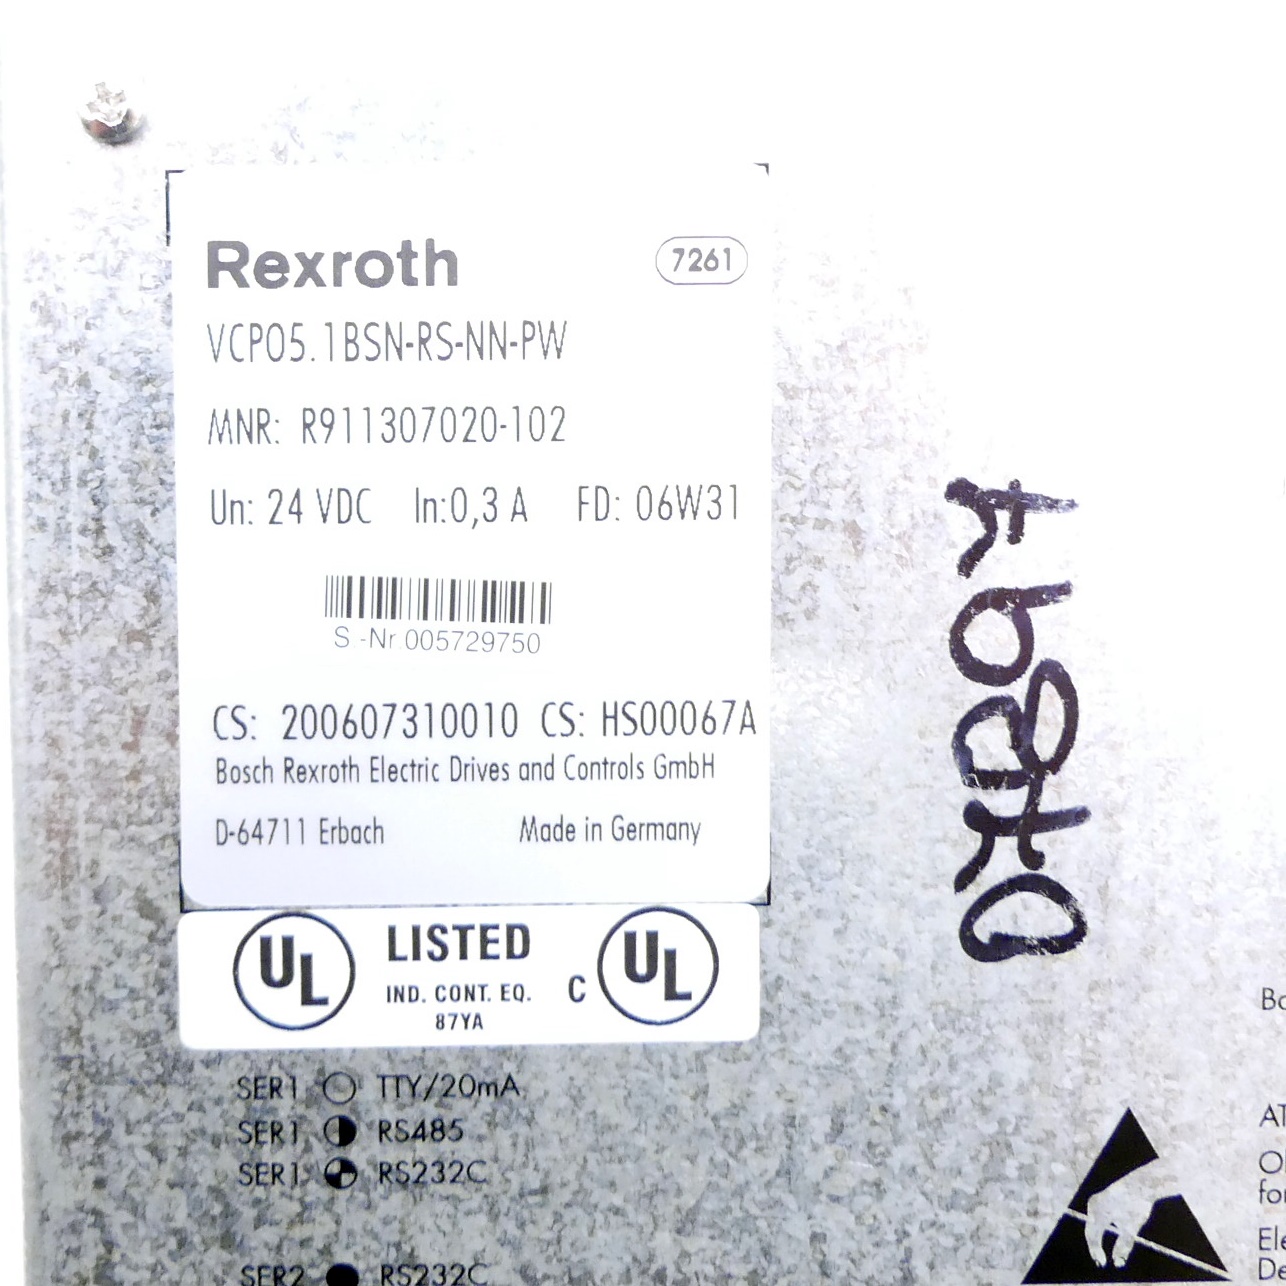 Rexroth
7261
VCP05.1BSN-RS-NN-PW
MNR: R911307020-102
Un: 24 VDC In:0,3 A FD: 06W31
S -Nr 005729750
CS: 200607310010 CS: HS00067A
Bosch Rexroth Electric Drives and Controls GmbH
D-64711 Erbach Made in Germany
UL LISTED C UL
IND. CONT. EQ.
87YA
SER1 TTY/20mA
SER1 RS485
SER1 RS232C
SER2 RS232C